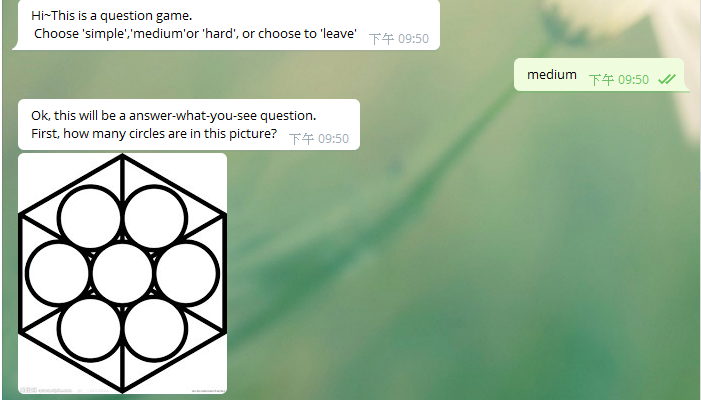 Hi~This is a question game.
Choose 'simple','medium'or 'hard', or choose to 'leave' 下午 09:50
medium 下午 09:50
Ok, this will be a answer-what-you-see question.
First, how many circles are in this picture? 下午 09:50